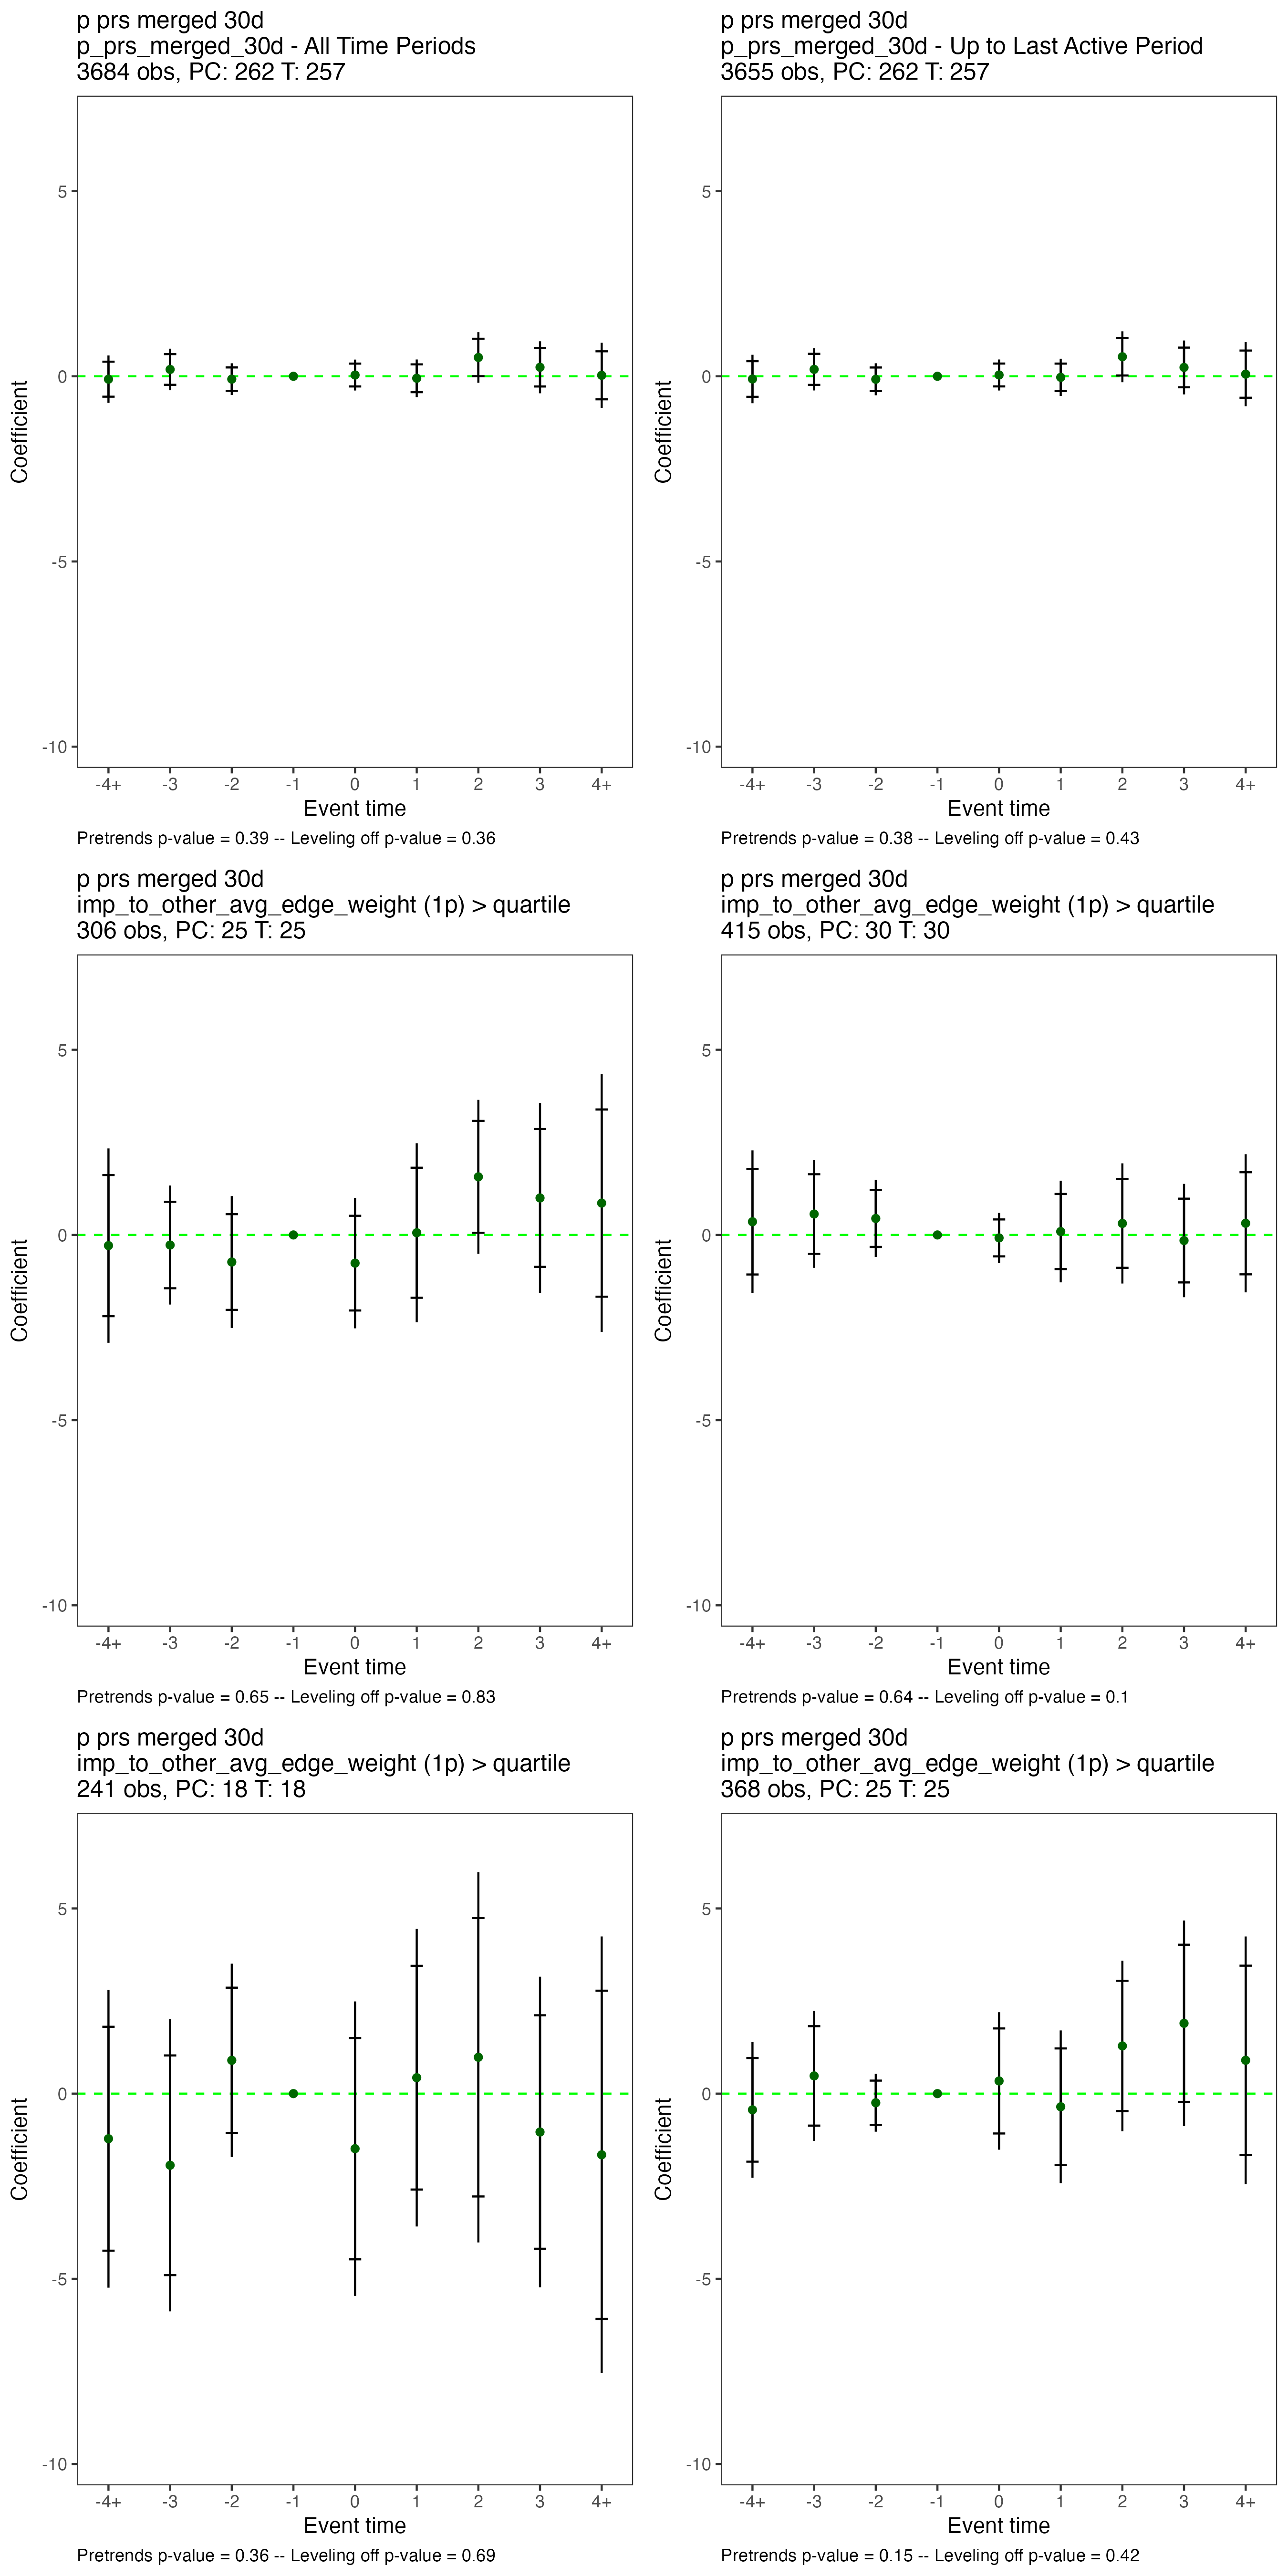 p prs merged 30d
p_prs_merged_30d - All Time Periods
3684 obs, PC: 262 T: 257
Coefficient
5
0
-5
-10
-4+ -3 -2 -1 0 1 2 3 4+
Event time
Pretrends p-value = 0.39 -- Leveling off p-value = 0.36
p prs merged 30d
p_prs_merged_30d - Up to Last Active Period
3655 obs, PC: 262 T: 257
Coefficient
5
0
-5
-10
-4+ -3 -2 -1 0 1 2 3 4+
Event time
Pretrends p-value = 0.38 -- Leveling off p-value = 0.43
p prs merged 30d
imp_to_other_avg_edge_weight (1p) > quartile
306 obs, PC: 25 T: 25
Coefficient
5
0
-5
-10
-4+ -3 -2 -1 0 1 2 3 4+
Event time
Pretrends p-value = 0.65 -- Leveling off p-value = 0.83
p prs merged 30d
imp_to_other_avg_edge_weight (1p) > quartile
415 obs, PC: 30 T: 30
Coefficient
5
0
-5
-10
-4+ -3 -2 -1 0 1 2 3 4+
Event time
Pretrends p-value = 0.64 -- Leveling off p-value = 0.1
p prs merged 30d
imp_to_other_avg_edge_weight (1p) > quartile
241 obs, PC: 18 T: 18
Coefficient
5
0
-5
-10
-4+ -3 -2 -1 0 1 2 3 4+
Event time
Pretrends p-value = 0.36 -- Leveling off p-value = 0.69
p prs merged 30d
imp_to_other_avg_edge_weight (1p) > quartile
368 obs, PC: 25 T: 25
Coefficient
5
0
-5
-10
-4+ -3 -2 -1 0 1 2 3 4+
Event time
Pretrends p-value = 0.15 -- Leveling off p-value = 0.42